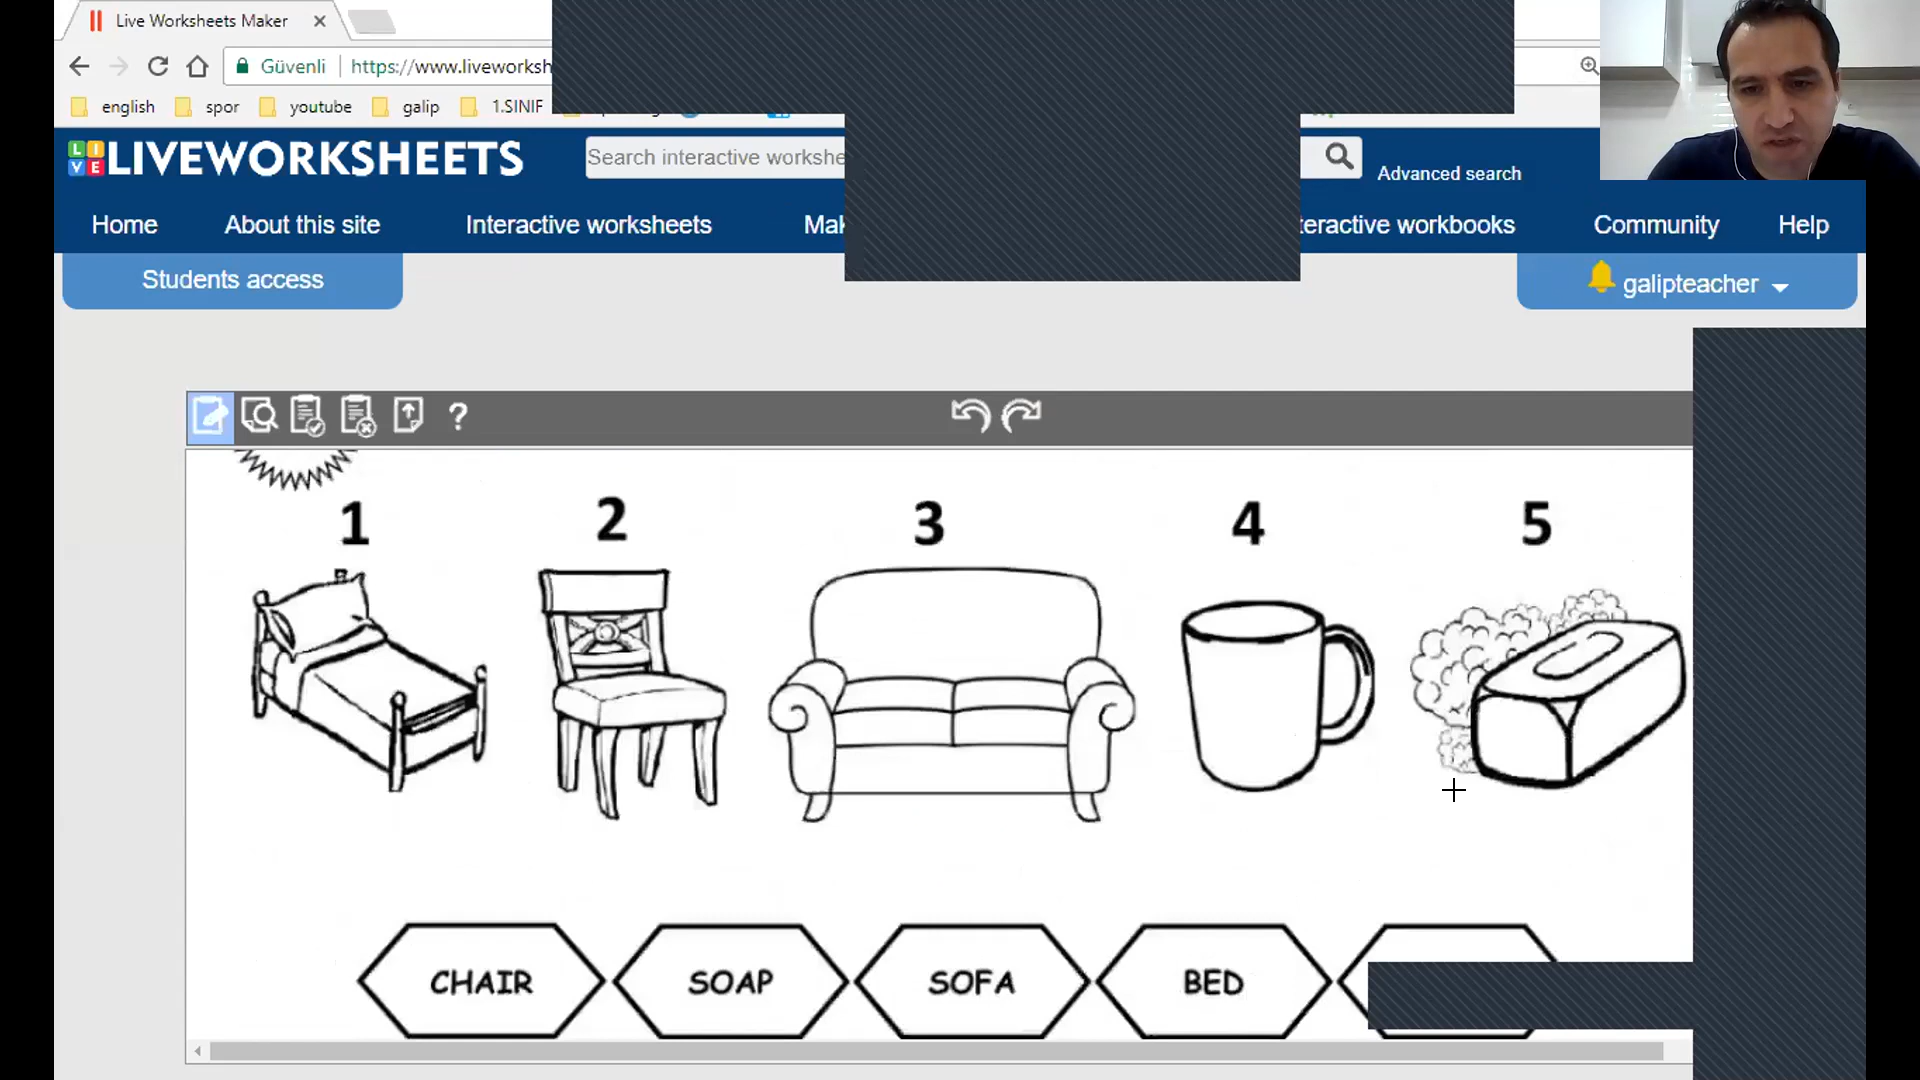 Live Worksheets Maker
Güvenli
https://www.liveworksh
english
spor
youtube
galip
1.SINIF
LIVE LIVEWORKSHEETS
Search interactive workshe
Advanced search
Home
About this site
Interactive worksheets
Mak
teractive workbooks
Community
Help
Students access
galipteacher
?
1
2
3
4
5
CHAIR
SOAP
SOFA
BED